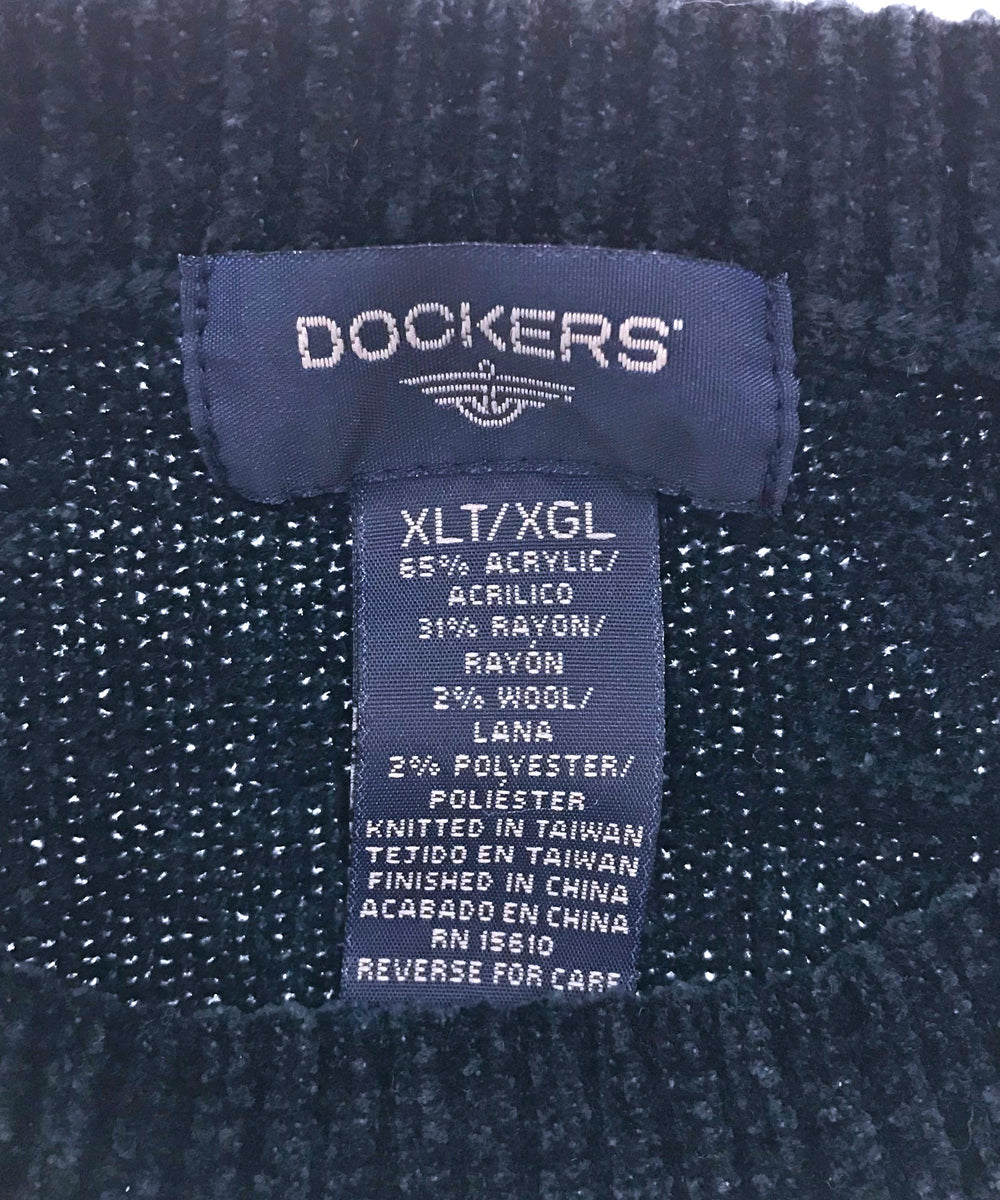 DOCKERS
XLT/XGL
65% ACRYLIC/
ACRILICO
31% RAYON/
RAYÓN
2% WOOL/
LANA
2% POLYESTER/
POLIÉSTER
KNITTED IN TAIWAN
TEJIDO EN TAIWAN
FINISHED IN CHINA
ACABADO EN CHINA
RN 15610
REVERSE FOR CARE